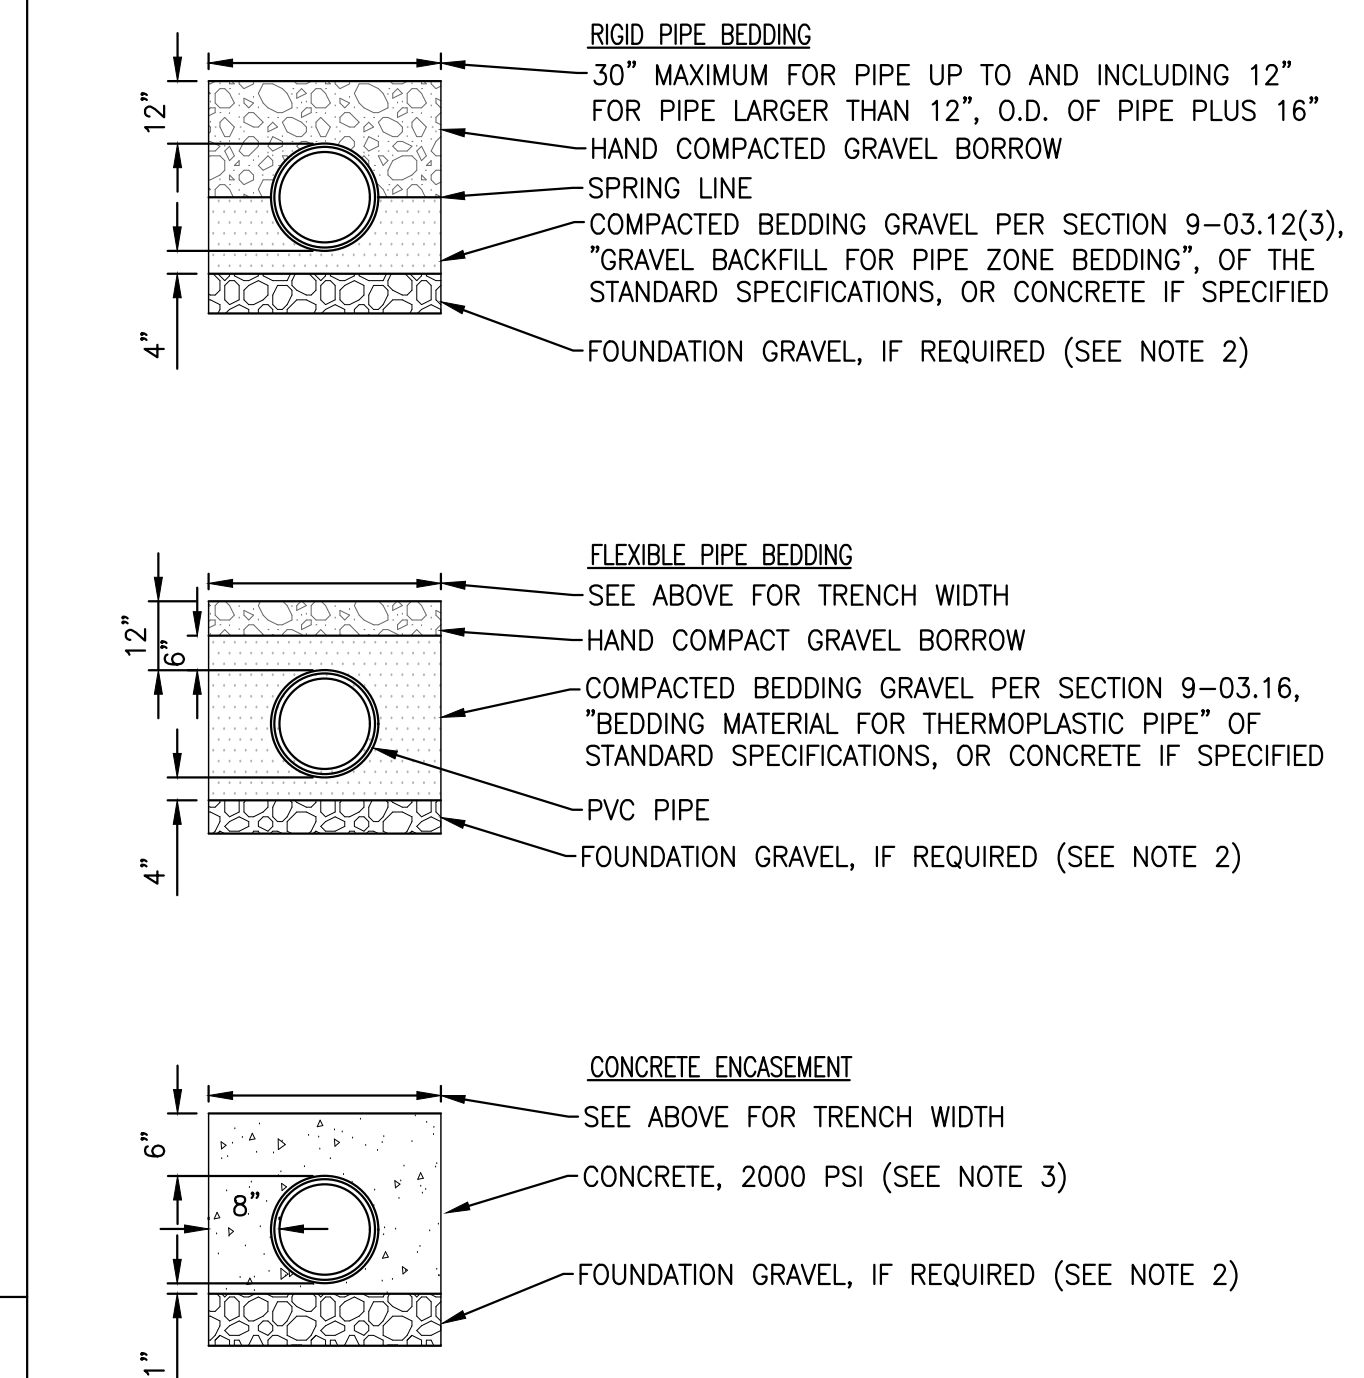 RIGID PIPE BEDDING
30” MAXIMUM FOR PIPE UP TO AND INCLUDING 12”
FOR PIPE LARGER THAN 12”, O.D. OF PIPE PLUS 16”
HAND COMPACTED GRAVEL BORROW
SPRING LINE
COMPACTED BEDDING GRAVEL PER SECTION 9–03.12(3),
”GRAVEL BACKFILL FOR PIPE ZONE BEDDING”, OF THE
STANDARD SPECIFICATIONS, OR CONCRETE IF SPECIFIED
FOUNDATION GRAVEL, IF REQUIRED (SEE NOTE 2)
12”
4”
FLEXIBLE PIPE BEDDING
SEE ABOVE FOR TRENCH WIDTH
HAND COMPACT GRAVEL BORROW
COMPACTED BEDDING GRAVEL PER SECTION 9–03.16,
”BEDDING MATERIAL FOR THERMOPLASTIC PIPE” OF
STANDARD SPECIFICATIONS, OR CONCRETE IF SPECIFIED
PVC PIPE
FOUNDATION GRAVEL, IF REQUIRED (SEE NOTE 2)
12”
6”
4”
CONCRETE ENCASEMENT
SEE ABOVE FOR TRENCH WIDTH
CONCRETE, 2000 PSI (SEE NOTE 3)
FOUNDATION GRAVEL, IF REQUIRED (SEE NOTE 2)
6”
8”
1”